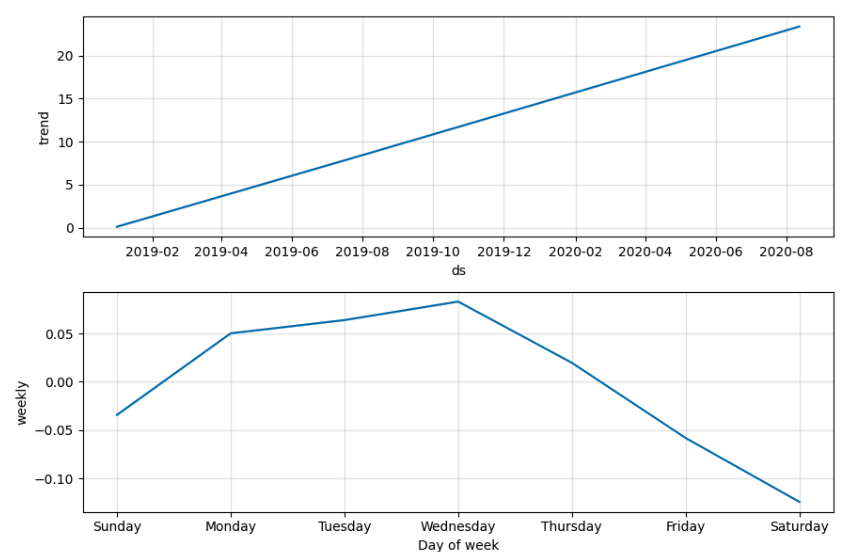 20
15
10
5
0
trend
2019-02 2019-04 2019-06 2019-08 2019-10 2019-12 2020-02 2020-04 2020-06 2020-08
ds
0.05
0.00
−0.05
−0.10
weekly
Sunday Monday Tuesday Wednesday Thursday Friday Saturday
Day of week